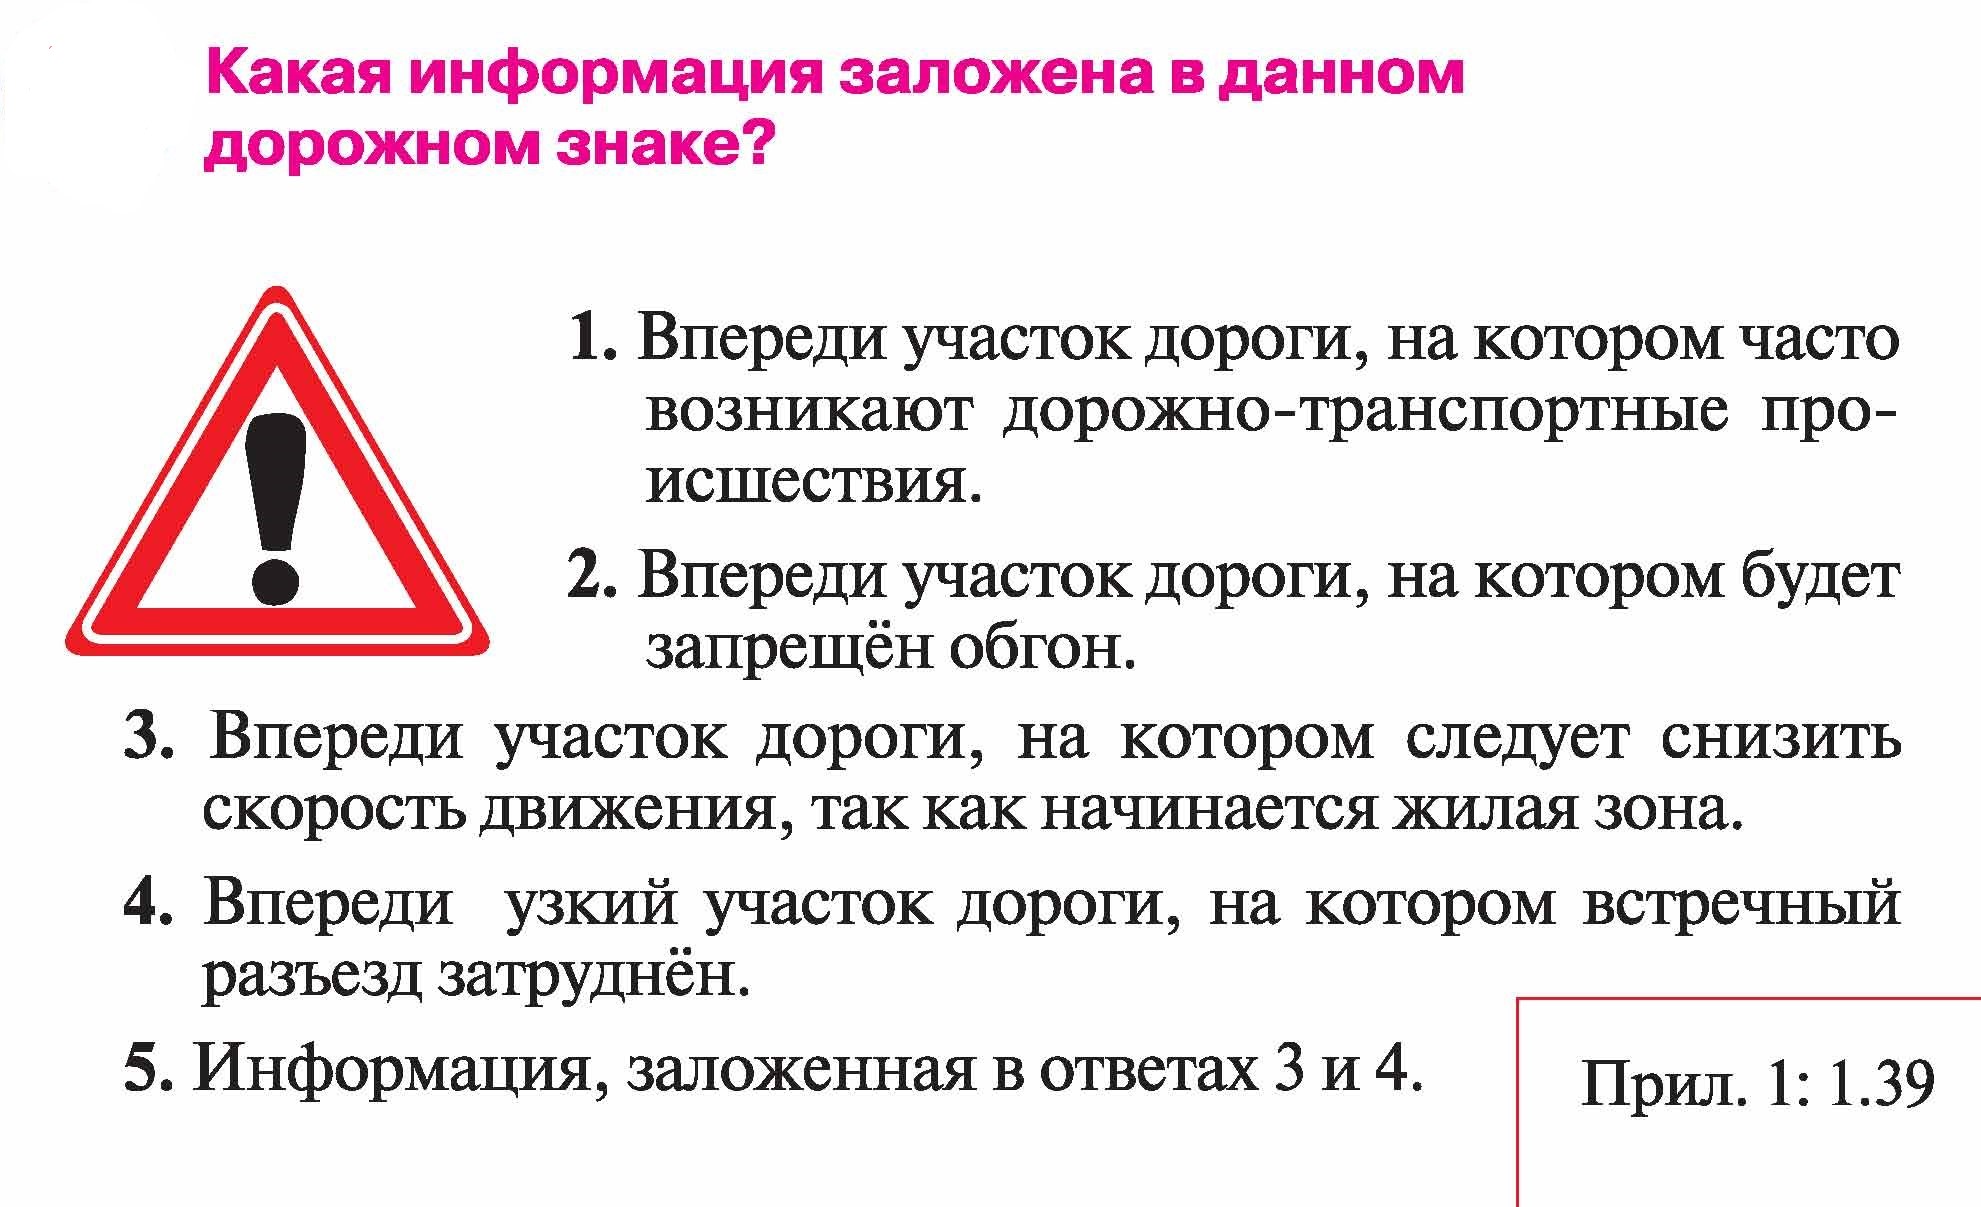 Какая информация заложена в данном
дорожном знаке?
1. Впереди участок дороги, на котором часто
возникают дорожно-транспортные про-
исшествия.
2. Впереди участок дороги, на котором будет
запрещён обгон.
3. Впереди участок дороги, на котором следует снизить
скорость движения, так как начинается жилая зона.
4. Впереди узкий участок дороги, на котором встречный
разъезд затруднён.
5. Информация, заложенная в ответах 3 и 4.
Прил. 1: 1.39